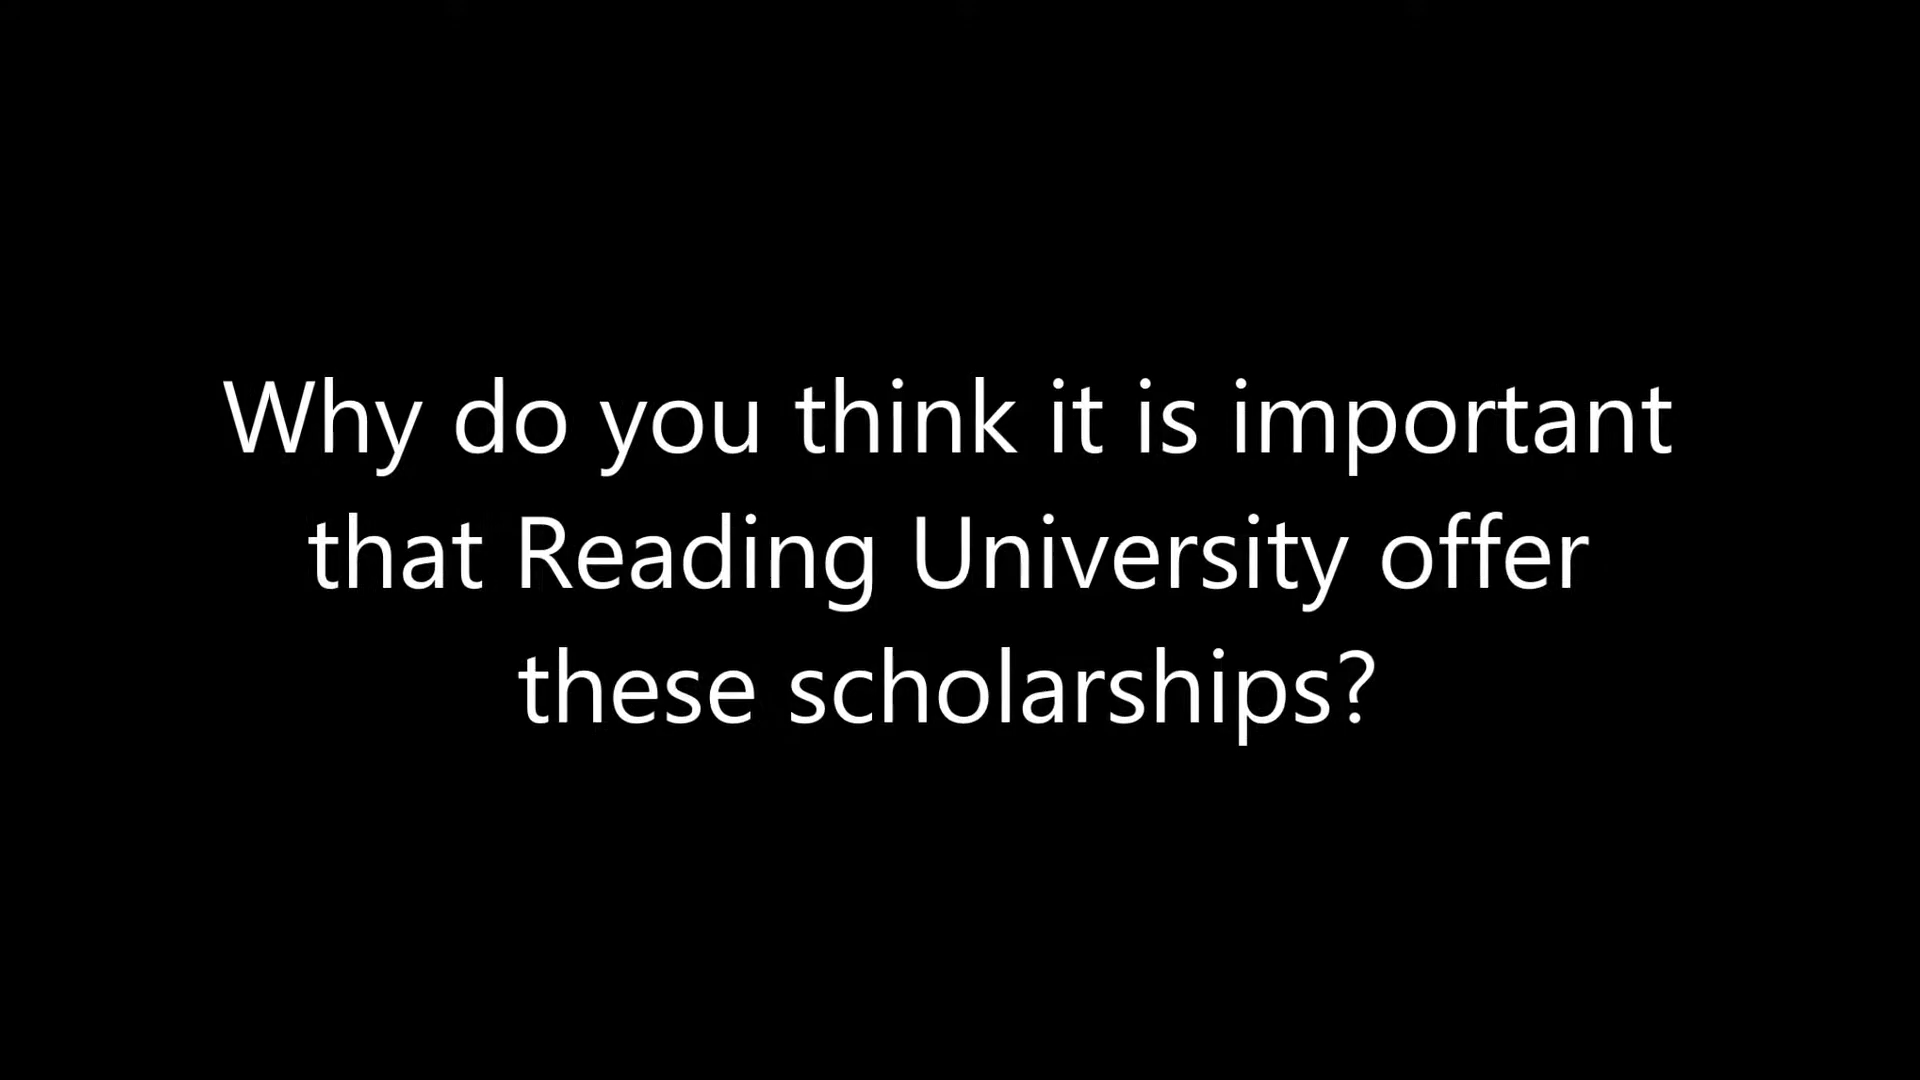 Why do you think it is important
that Reading University offer
these scholarships?